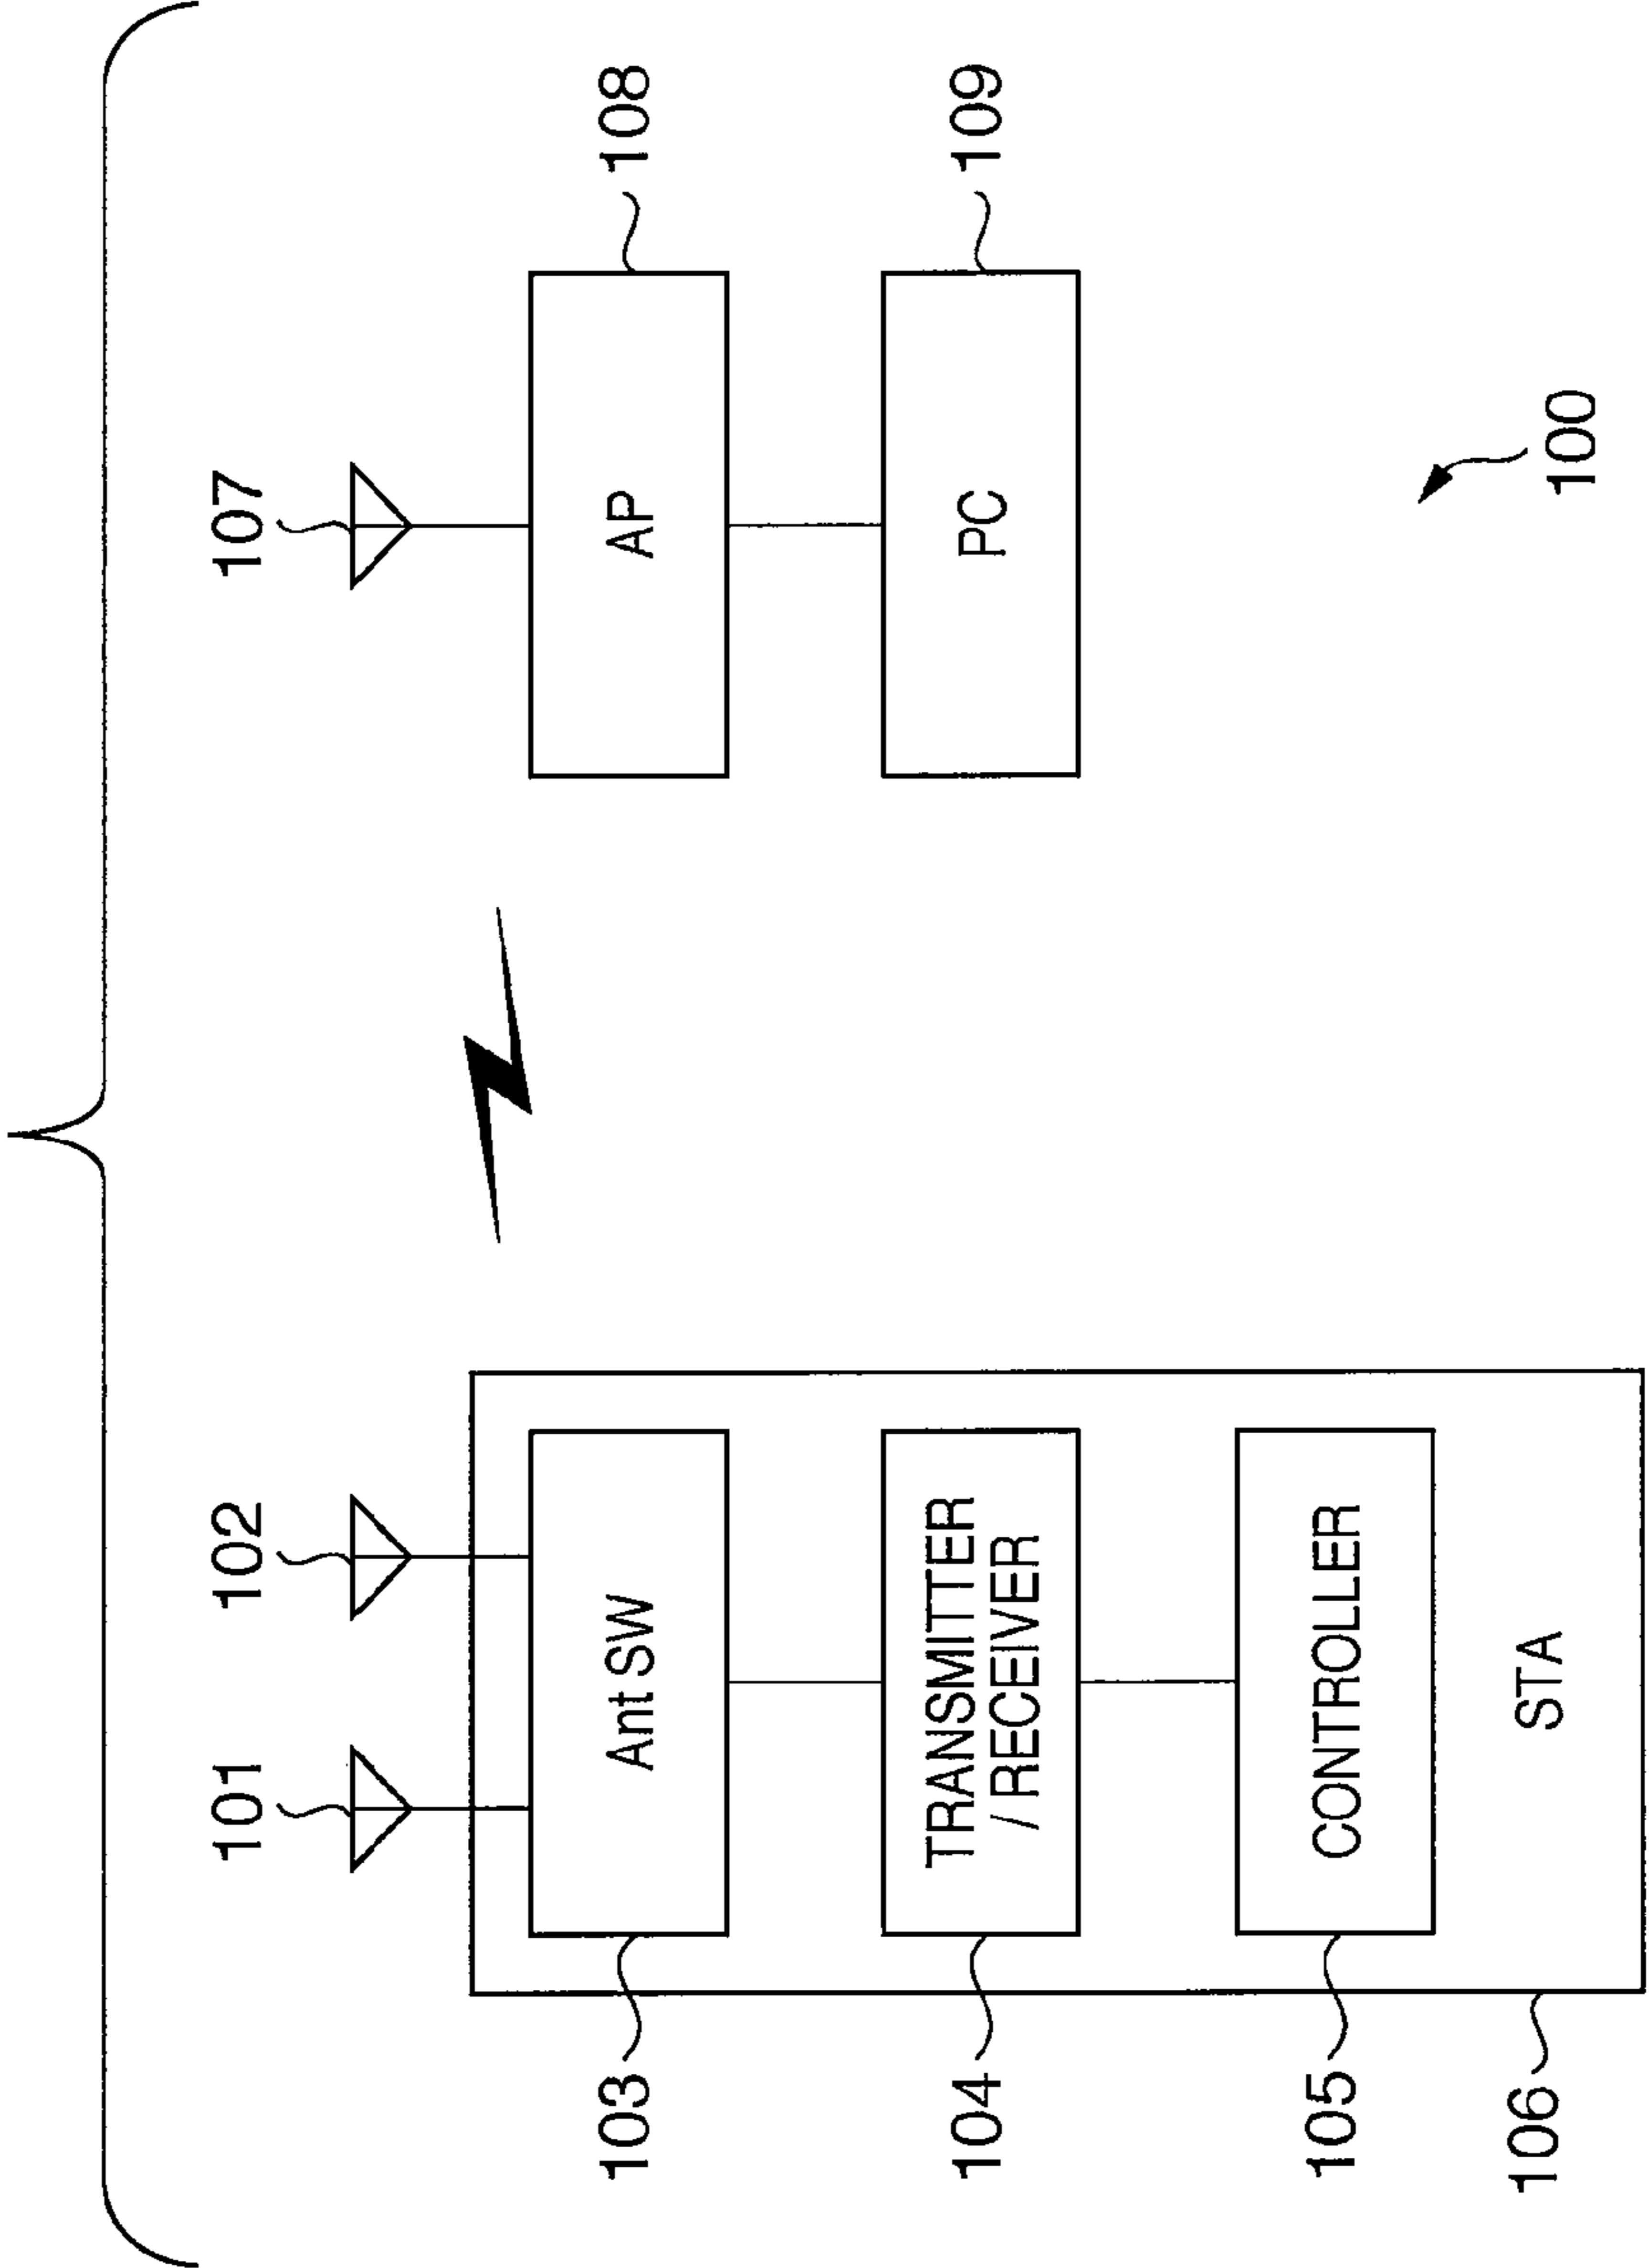 101
102
107
103
Ant SW
AP
108
104
TRANSMITTER
/RECEIVER
PC
109
105
CONTROLLER
106
STA
100